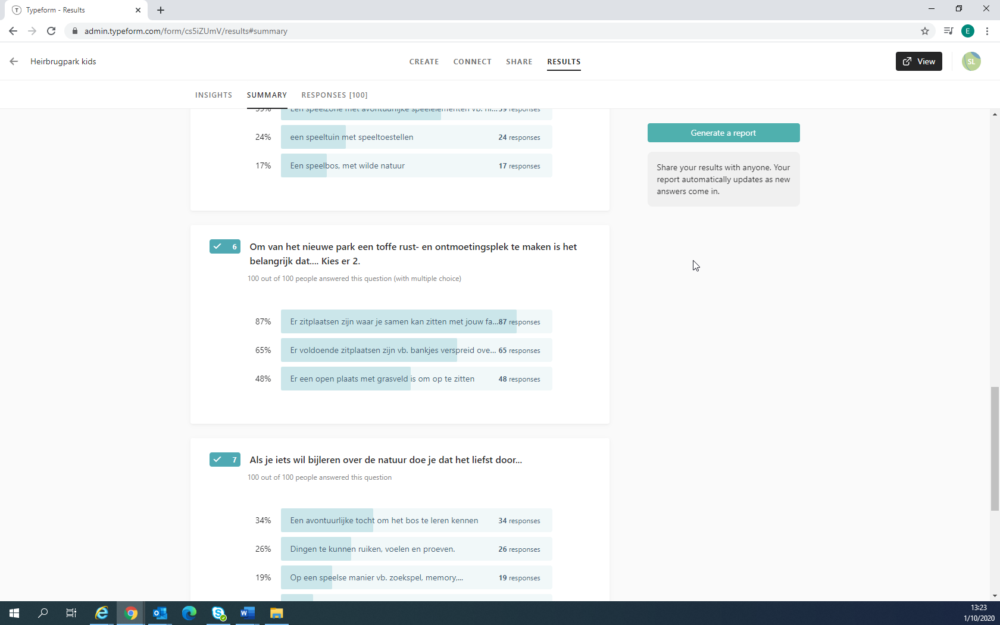 Typeform - Results
admin.typeform.com/form/cs5iZUmV/results#summary
E
Heirbrugpark kids
CREATE CONNECT SHARE RESULTS
View
SL
INSIGHTS SUMMARY RESPONSES [100]
59% Een speelzone met avontuurlijke speelelementen vb. 59 responses
24% een speeltuin met speeltoestellen 24 responses
17% Een speelbos, met wilde natuur 17 responses
Generate a report
Share your results with anyone. Your
report automatically updates as new
answers come in.
6 Om van het nieuwe park een toffe rust- en ontmoetingsplek te maken is het
belangrijk dat.... Kies er 2.
100 out of 100 people answered this question (with multiple choice)
87% Er zitplaatsen zijn waar je samen kan zitten met jouw fa... 87 responses
65% Er voldoende zitplaatsen zijn vb. bankjes verspreid ove... 65 responses
48% Er een open plaats met grasveld is om op te zitten 48 responses
7 Als je iets wil bijleren over de natuur doe je dat het liefst door...
100 out of 100 people answered this question
34% Een avontuurlijke tocht om het bos te leren kennen 34 responses
26% Dingen te kunnen ruiken, voelen en proeven. 26 responses
19% Op een speelse manier vb. zoekspel, memory,... 19 responses
13:23
1/10/2020